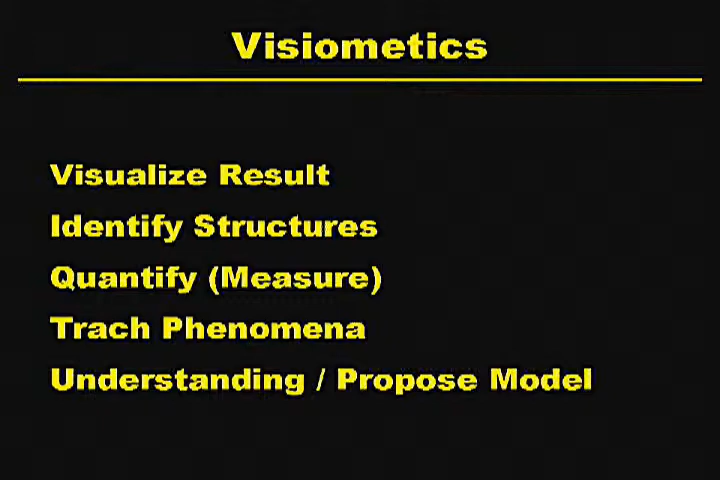 Visiometics
Visualize Result
Identify Structures
Quantify (Measure)
Trach Phenomena
Understanding / Propose Model